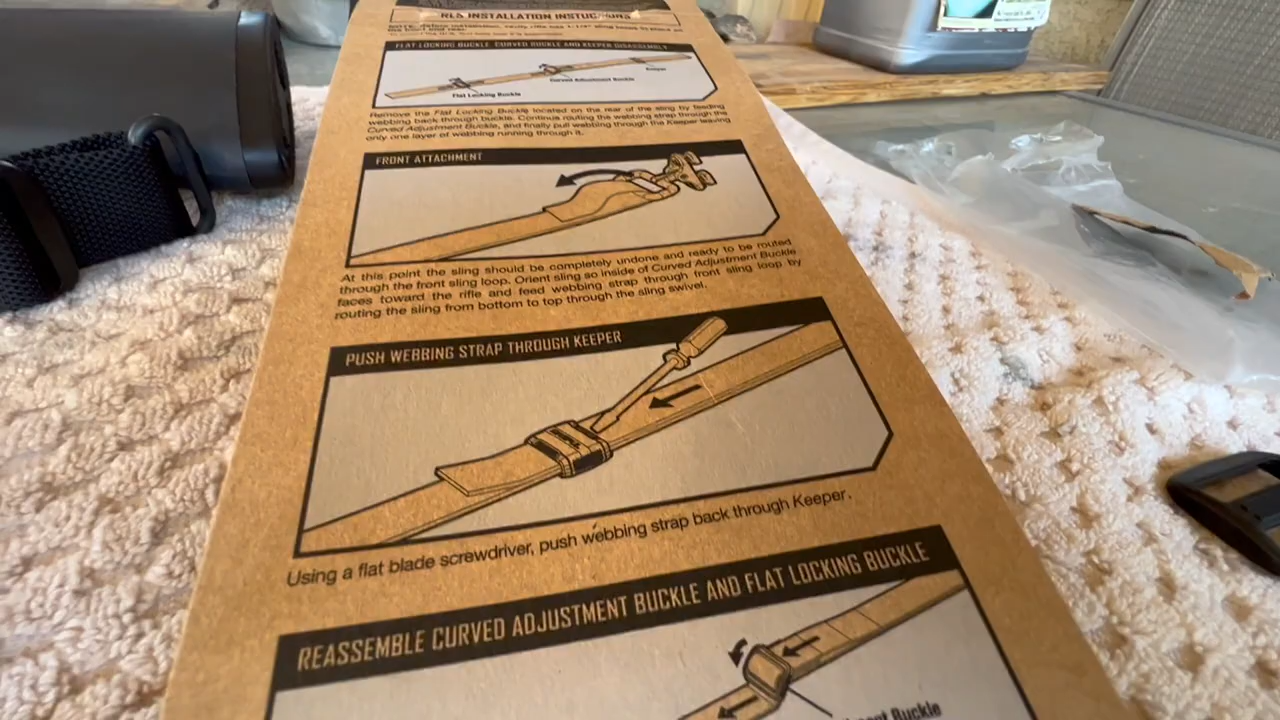 RLS INSTALLATION INSTUCTIONS
FLAT LOCKING BUCKLE, CURVED BUCKLE AND KEEPER DISASSEMBLY
Keeper
Curved Adjustment Buckle
Flat Locking Buckle
Remove the Flat Locking Buckle located on the rear of the sling by feeding
webbing back through buckle. Continue routing the webbing strap through the
Curved Adjustment Buckle, and finally pull webbing through the Keeper leaving
only one layer of webbing running through it.
FRONT ATTACHMENT
At this point the sling should be completely undone and ready to be routed
through the front sling loop. Orient sling so inside of Curved Adjustment Buckle
faces toward the rifle and feed webbing strap through front sling loop by
routing the sling from bottom to top through the sling swivel.
PUSH WEBBING STRAP THROUGH KEEPER
Using a flat blade screwdriver, push webbing strap back through Keeper.
REASSEMBLE CURVED ADJUSTMENT BUCKLE AND FLAT LOCKING BUCKLE
Buckle